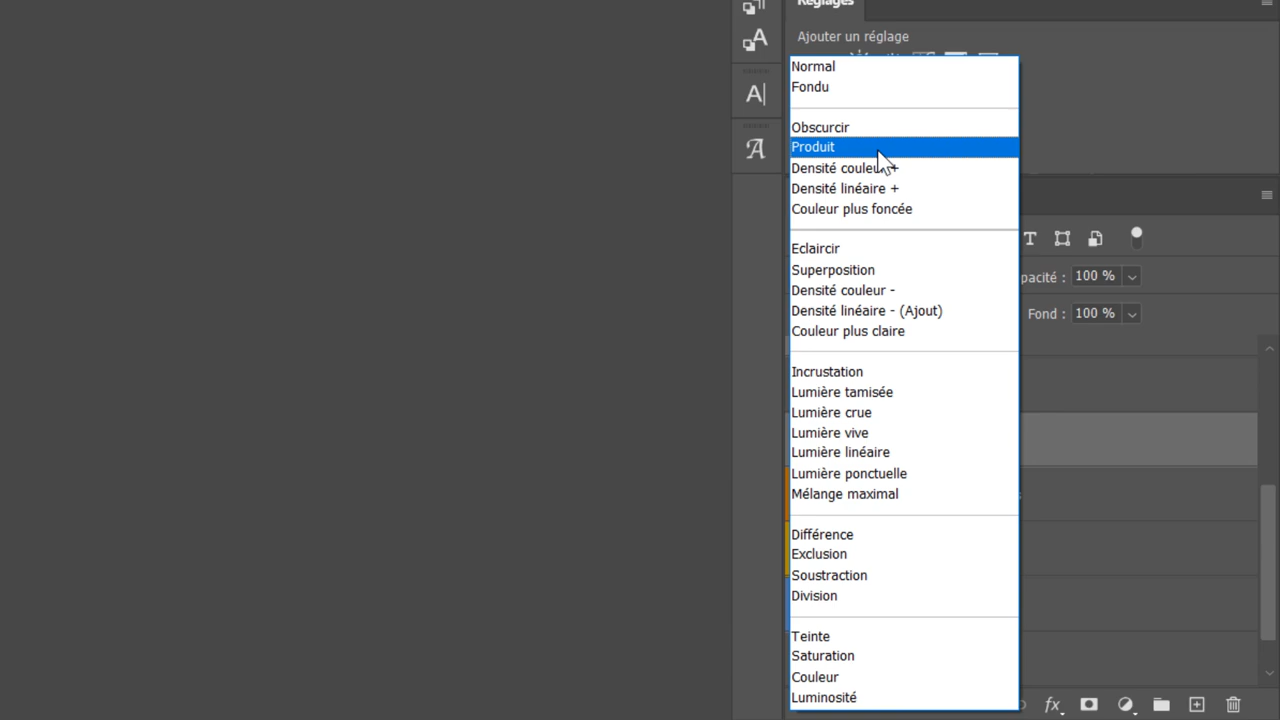 Réglages
Ajouter un réglage
Normal
Fondu
Obscurcir
Produit
Densité couleur +
Densité linéaire +
Couleur plus foncée
Eclaircir
Superposition
Densité couleur -
Densité linéaire - (Ajout)
Couleur plus claire
Incrustation
Lumière tamisée
Lumière crue
Lumière vive
Lumière linéaire
Lumière ponctuelle
Mélange maximal
Différence
Exclusion
Soustraction
Division
Teinte
Saturation
Couleur
Luminosité
pacité : 100 %
Fond : 100 %
fx